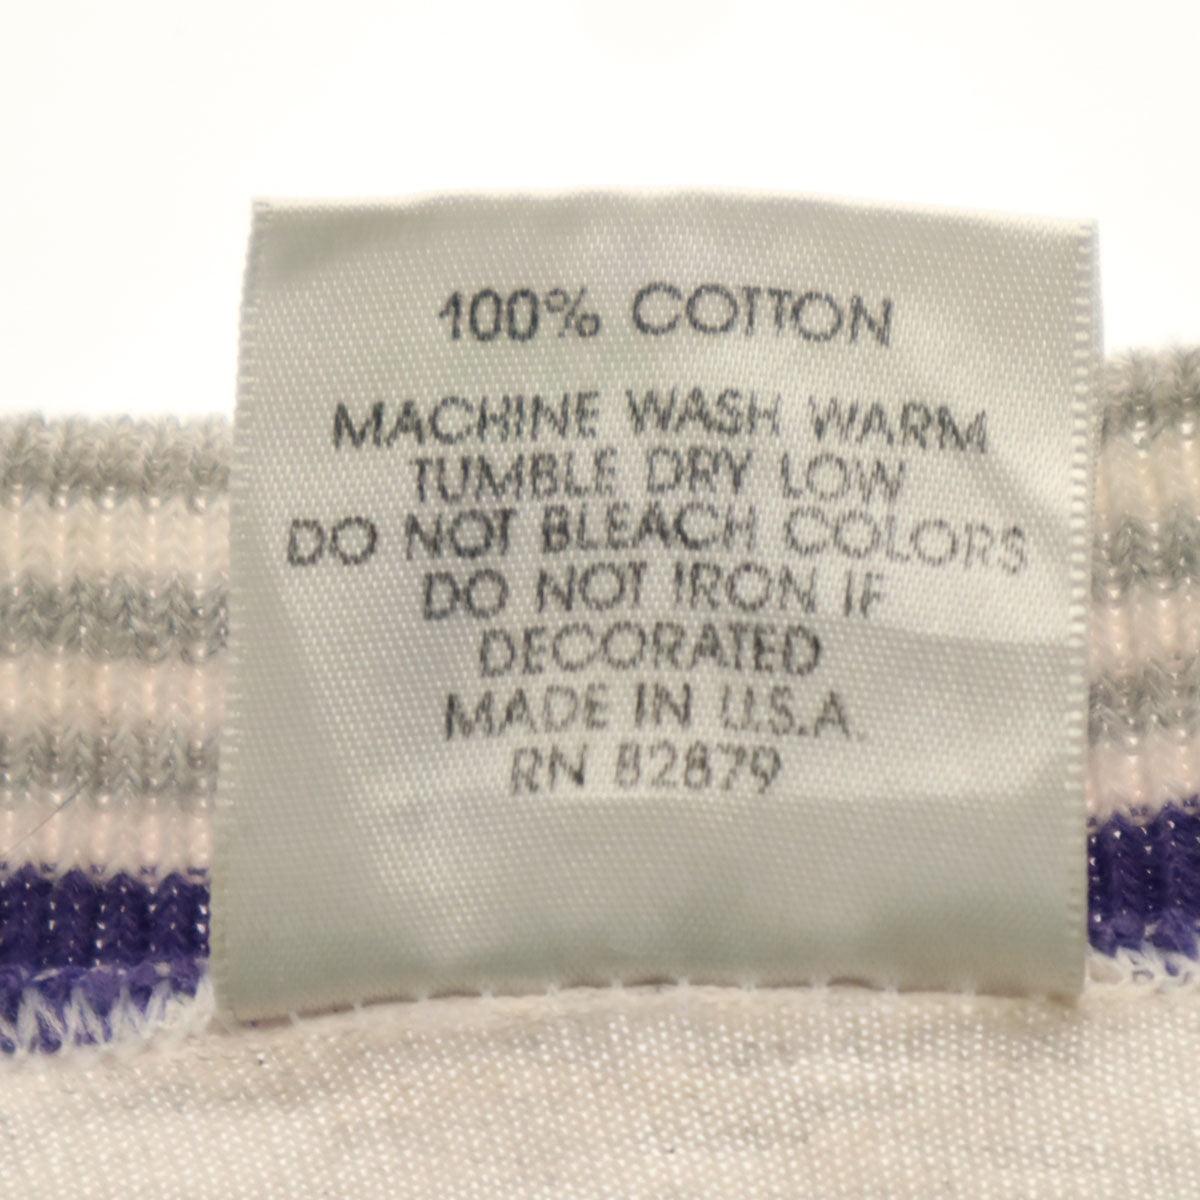 100% COTTON
MACHINE WASH WARM
TUMBLE DRY LOW
DO NOT BLEACH COLORS
DO NOT IRON IF
DECORATED
MADE IN U.S.A.
RN 82879